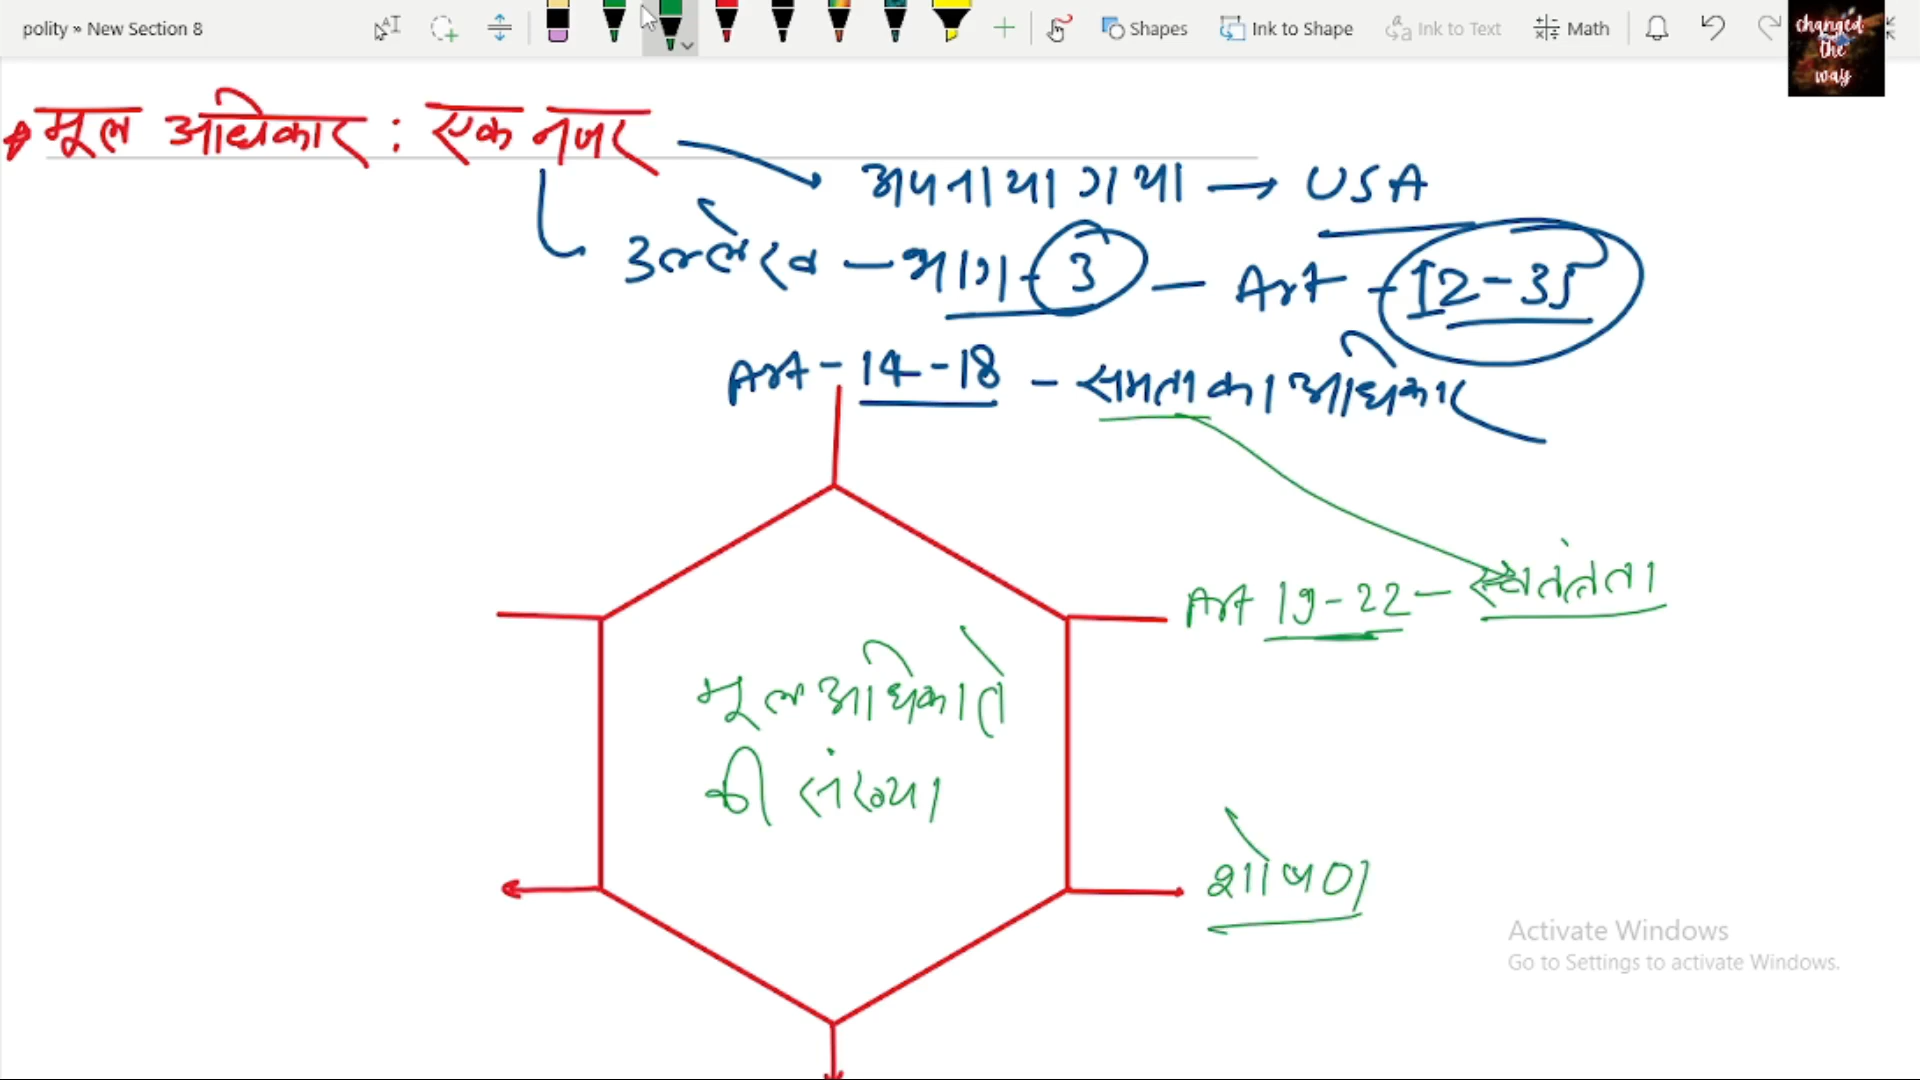 polity » New Section 8
Shapes
Ink to Shape
Ink to Text
Math
changed
the
way
मूल अधिकार : एक नजर
अपनाया गया → USA
उल्लेख – भाग - 3 – Art - 12-35
Art - 14-18 - समता का अधिकार
Art 19-22 - स्वतंत्रता
मूल अधिकारो
की संख्या
शोषण
Activate Windows
Go to Settings to activate Windows.